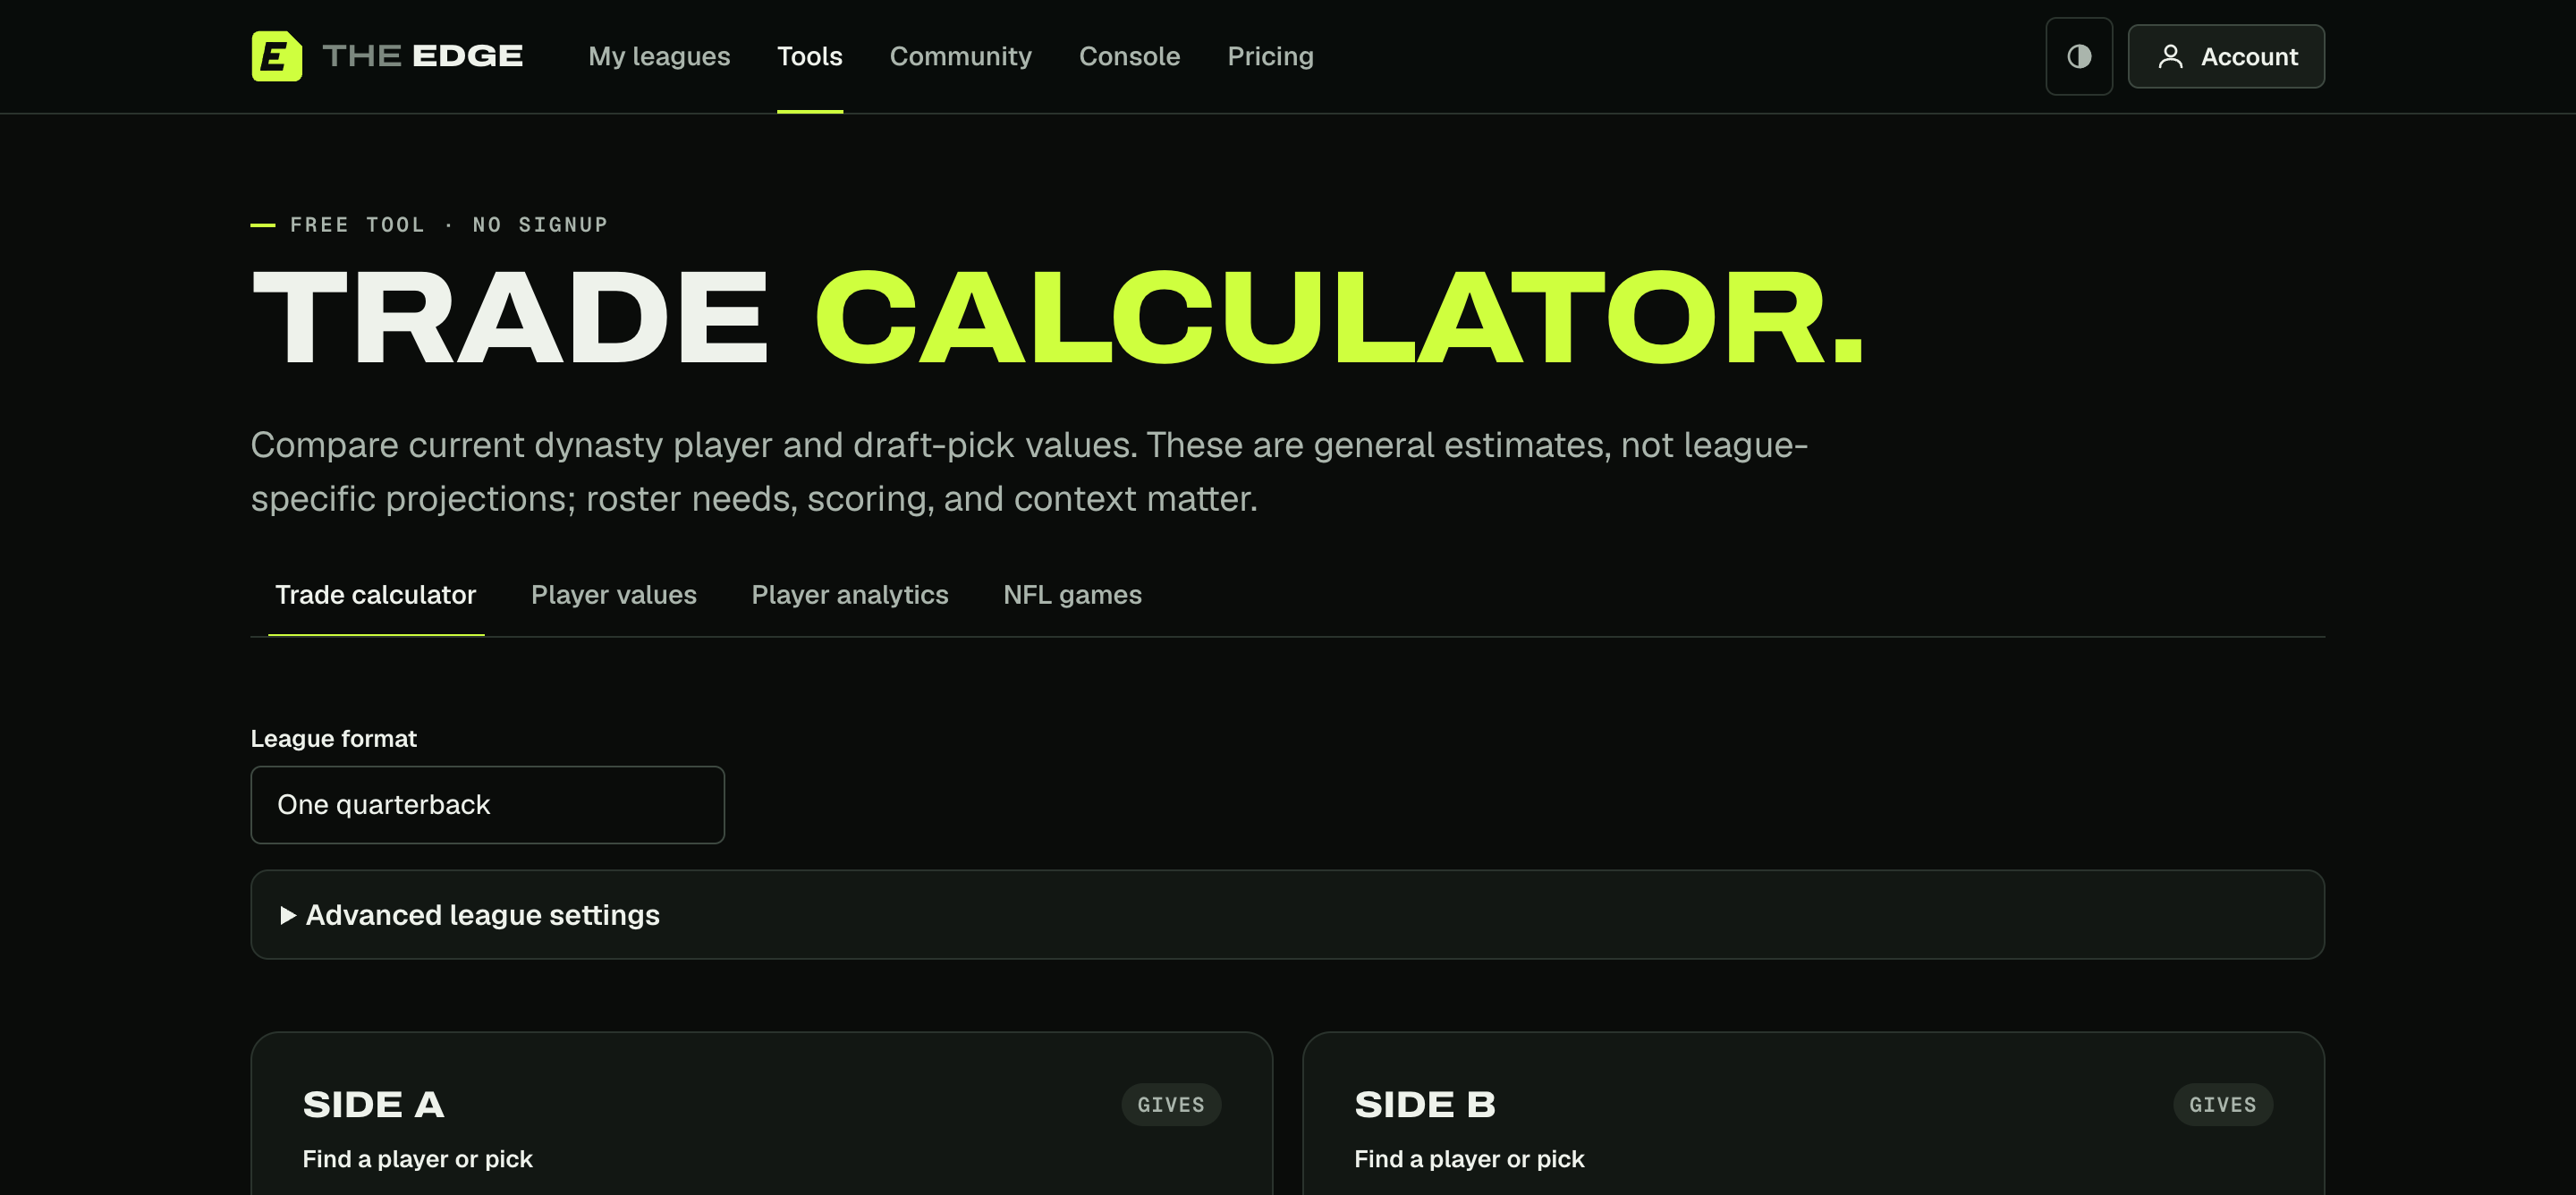 E THE EDGE My leagues Tools Community Console Pricing Account
FREE TOOL · NO SIGNUP
TRADE CALCULATOR.
Compare current dynasty player and draft-pick values. These are general estimates, not league-
specific projections; roster needs, scoring, and context matter.
Trade calculator Player values Player analytics NFL games
League format
One quarterback
Advanced league settings
SIDE A GIVES
Find a player or pick
SIDE B GIVES
Find a player or pick